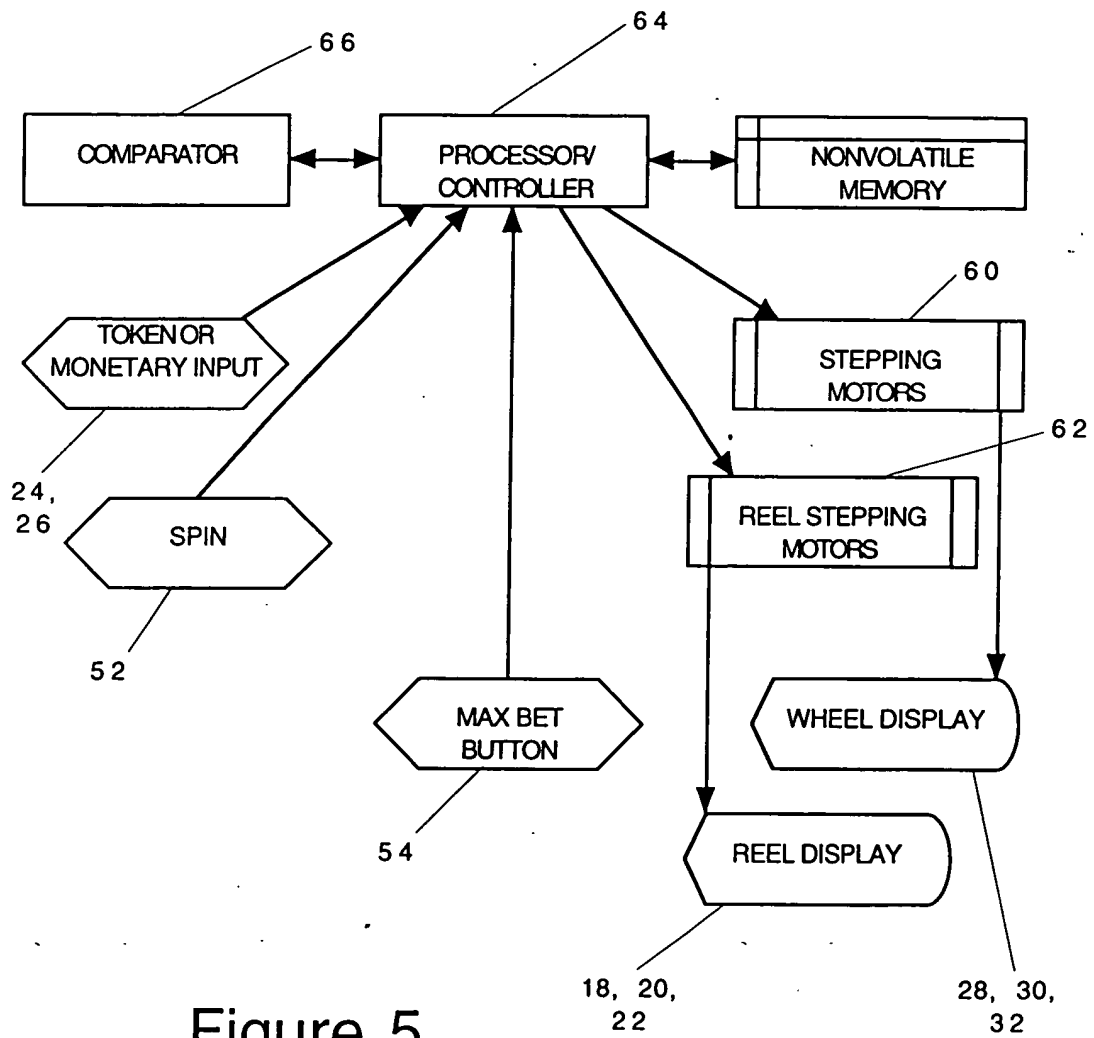 64
66
COMPARATOR
PROCESSOR/
CONTROLLER
NONVOLATILE
MEMORY
60
TOKEN OR
MONETARY INPUT
STEPPING
MOTORS
62
24,
26
SPIN
REEL STEPPING
MOTORS
52
MAX BET
BUTTON
WHEEL DISPLAY
54
REEL DISPLAY
18, 20,
22
28, 30,
32
Figure 5